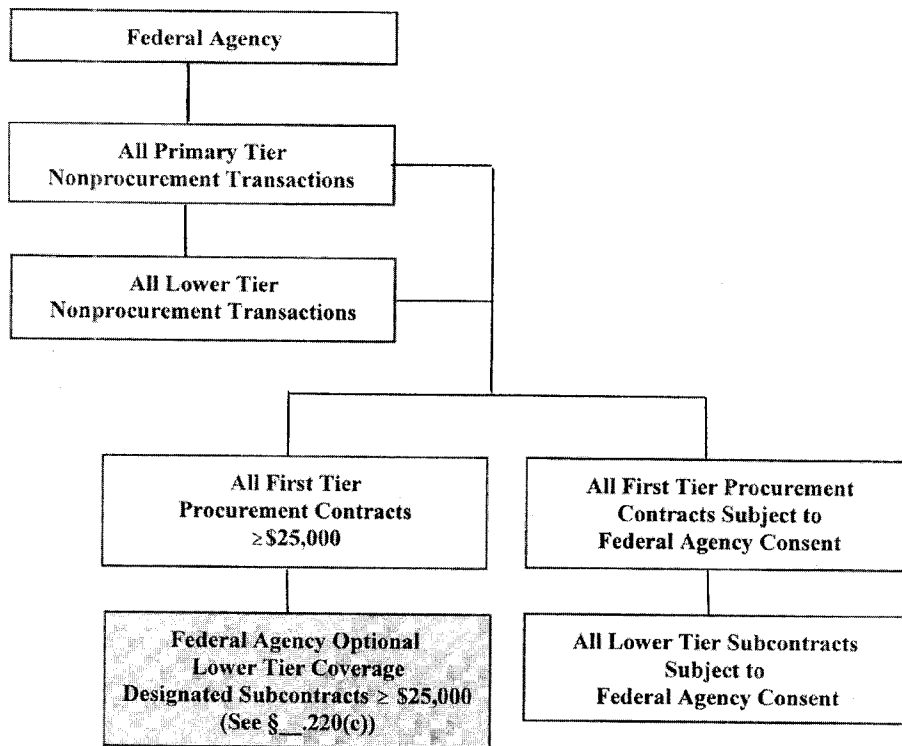 Federal Agency
All Primary Tier
Nonprocurement Transactions
All Lower Tier
Nonprocurement Transactions
All First Tier
Procurement Contracts
≥$25,000
All First Tier Procurement
Contracts Subject to
Federal Agency Consent
Federal Agency Optional
Lower Tier Coverage
Designated Subcontracts ≥ $25,000
(See §__.220(c))
All Lower Tier Subcontracts
Subject to
Federal Agency Consent